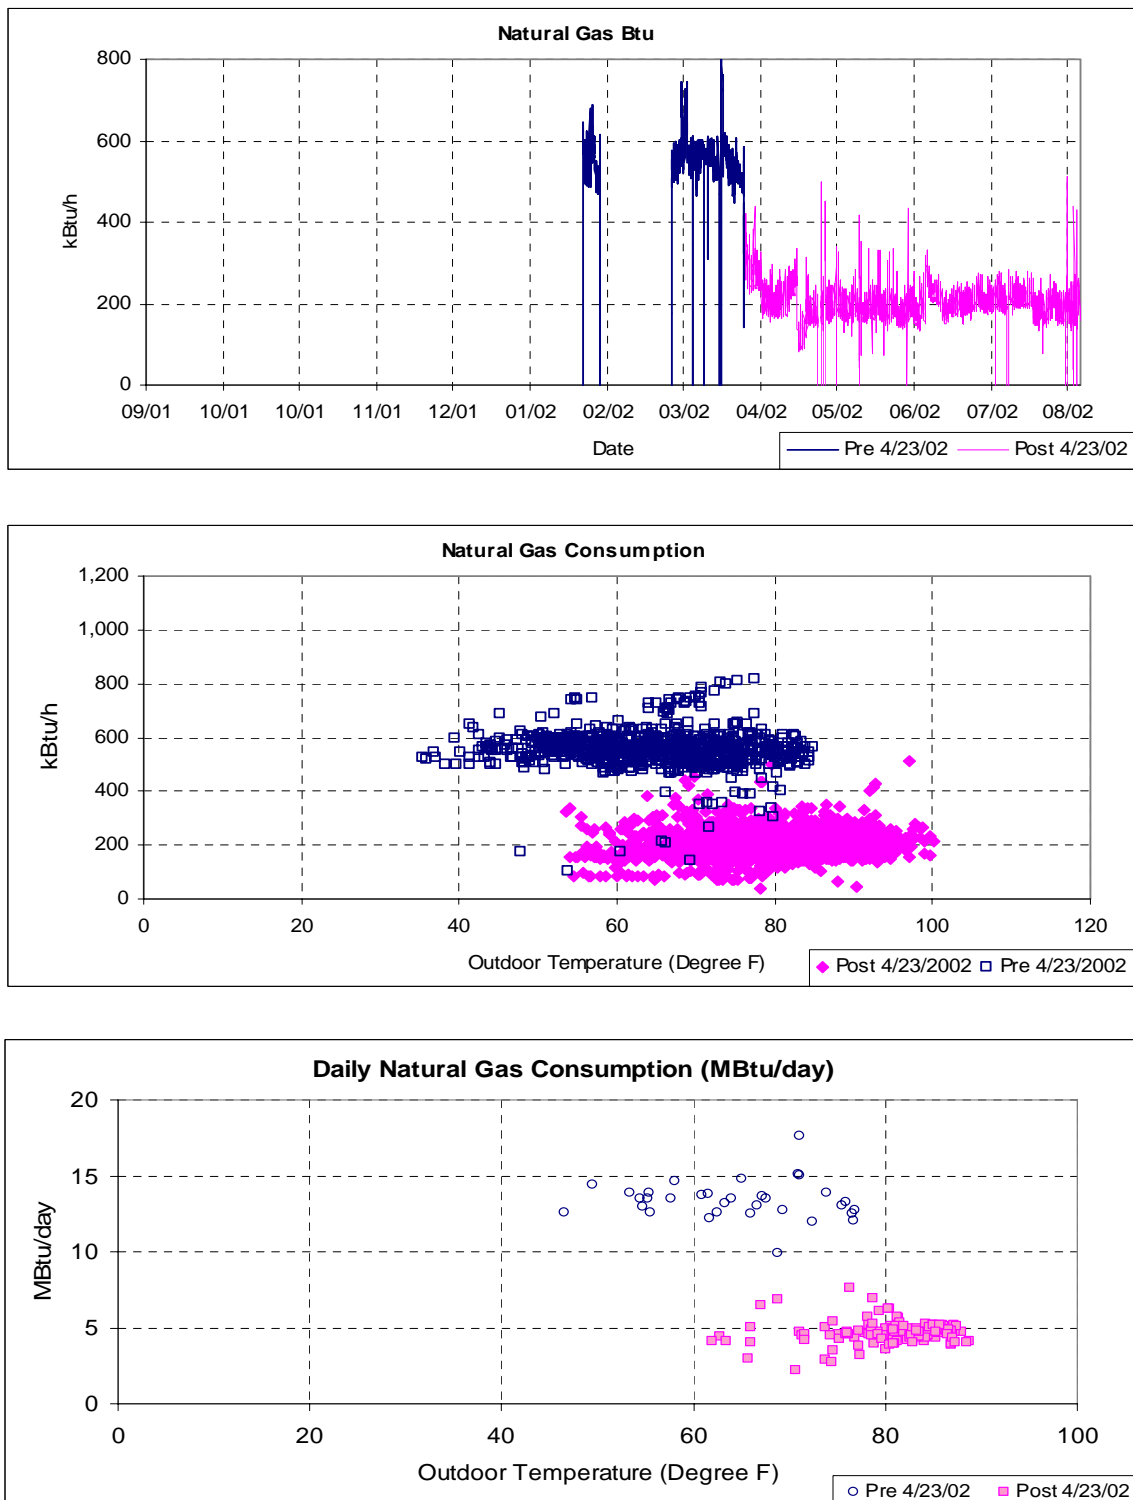 Natural Gas Btu
800
600
400
200
0
kBtu/h
09/01 10/01 10/01 11/01 12/01 01/02 02/02 03/02 04/02 05/02 06/02 07/02 08/02
Date
Pre 4/23/02 Post 4/23/02
Natural Gas Consumption
1,200
1,000
800
600
400
200
0
kBtu/h
0 20 40 60 80 100 120
Outdoor Temperature (Degree F)
Post 4/23/2002 Pre 4/23/2002
Daily Natural Gas Consumption (MBtu/day)
20
15
10
5
0
MBtu/day
0 20 40 60 80 100
Outdoor Temperature (Degree F)
Pre 4/23/02 Post 4/23/02